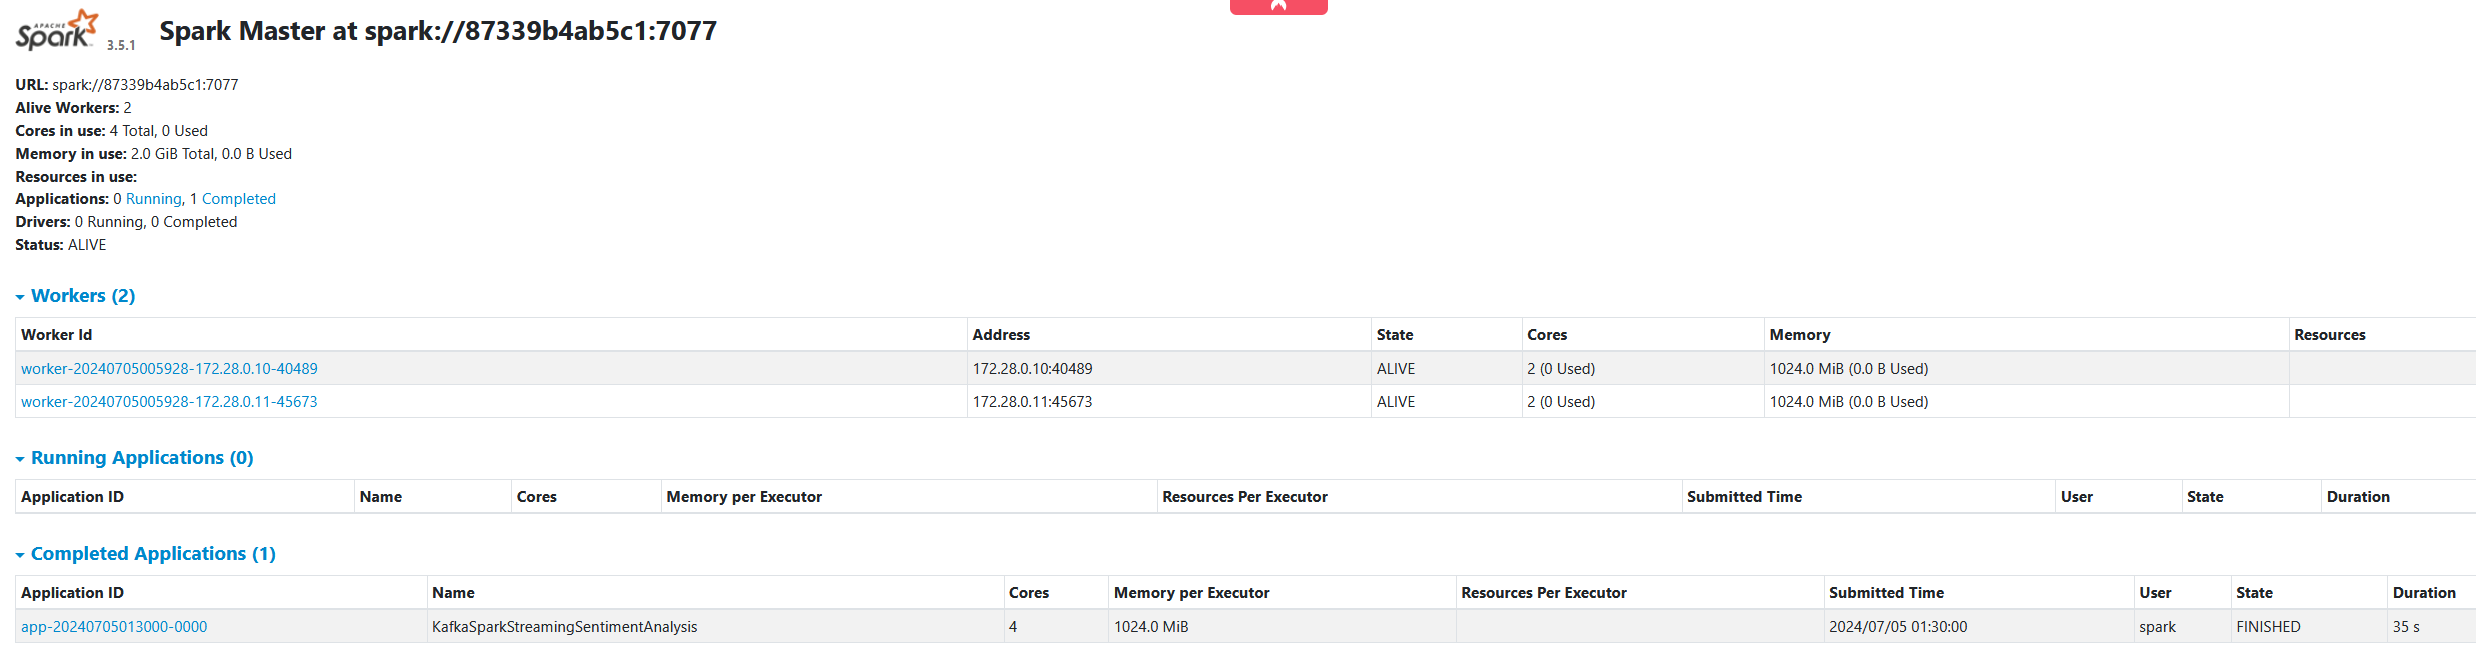 APACHE
Spark 3.5.1 Spark Master at spark://87339b4ab5c1:7077
URL: spark://87339b4ab5c1:7077
Alive Workers: 2
Cores in use: 4 Total, 0 Used
Memory in use: 2.0 GiB Total, 0.0 B Used
Resources in use:
Applications: 0 Running, 1 Completed
Drivers: 0 Running, 0 Completed
Status: ALIVE
Workers (2)
Worker Id Address State Cores Memory Resources
worker-20240705005928-172.28.0.10-40489 172.28.0.10:40489 ALIVE 2 (0 Used) 1024.0 MiB (0.0 B Used)
worker-20240705005928-172.28.0.11-45673 172.28.0.11:45673 ALIVE 2 (0 Used) 1024.0 MiB (0.0 B Used)
Running Applications (0)
Application ID Name Cores Memory per Executor Resources Per Executor Submitted Time User State Duration
Completed Applications (1)
Application ID Name Cores Memory per Executor Resources Per Executor Submitted Time User State Duration
app-20240705013000-0000 KafkaSparkStreamingSentimentAnalysis 4 1024.0 MiB 2024/07/05 01:30:00 spark FINISHED 35 s